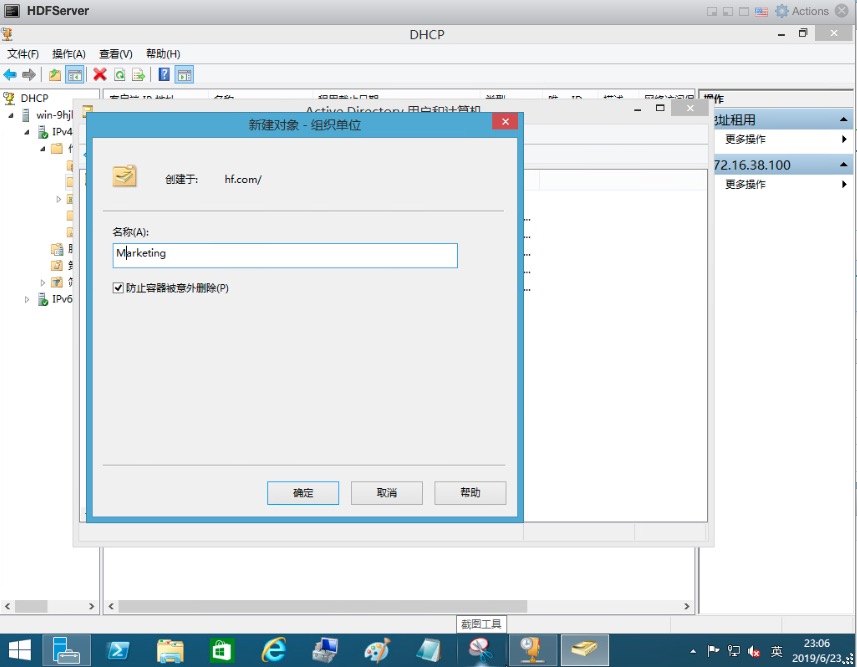 HDFServer
Actions
DHCP
文件(F) 操作(A) 查看(V) 帮助(H)
DHCP
win-9hjl
IPv4
IPv6
Active Directory 用户和计算机
新建对象 - 组织单位
创建于: hf.com/
名称(A):
Marketing
防止容器被意外删除(P)
确定 取消 帮助
操作
地址租用
更多操作
72.16.38.100
更多操作
截图工具
英
23:06
2019/6/23